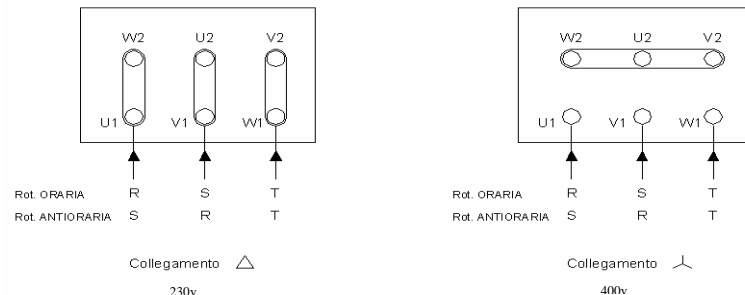 W2 U2 V2 W2 U2 V2
U1 V1 W1 U1 V1 W1
Rot. ORARIA R S T Rot. ORARIA R S T
Rot. ANTIORARIA S R T Rot. ANTIORARIA S R T
Collegamento Collegamento
230v 400v